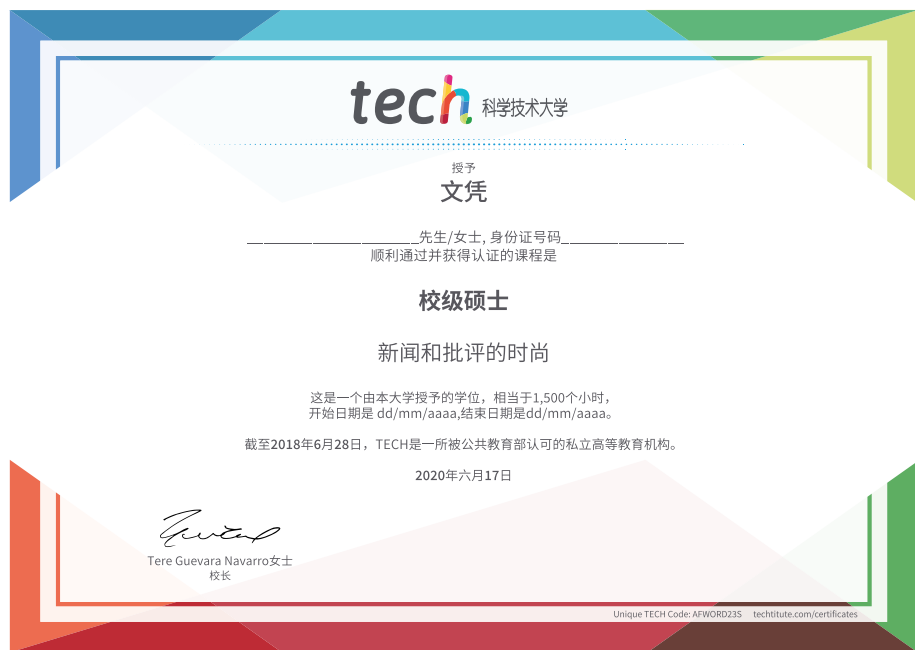 tech 科学技术大学
授予
文凭
______________________先生/女士, 身份证号码________________
顺利通过并获得认证的课程是
校级硕士
新闻和批评的时尚
这是一个由本大学授予的学位，相当于1,500个小时，
开始日期是 dd/mm/aaaa,结束日期是dd/mm/aaaa。
截至2018年6月28日，TECH是一所被公共教育部认可的私立高等教育机构。
2020年六月17日
Tere Guevara Navarro女士
校长
Unique TECH Code: AFWORD23S techtitute.com/certificates